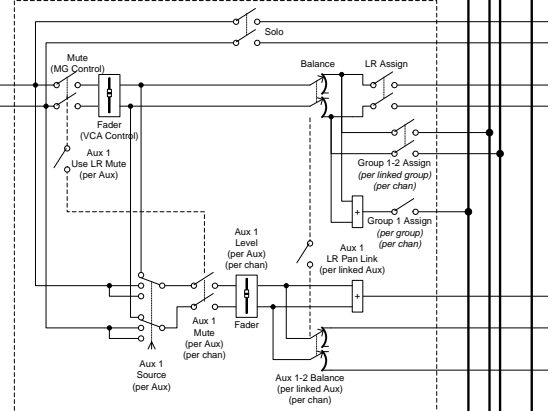 Solo
Mute
(MG Control)
Balance
LR Assign
Fader
(VCA Control)
Aux 1
Use LR Mute
(per Aux)
Group 1-2 Assign
(per linked group)
(per chan)
+
Group 1 Assign
(per group)
(per chan)
Aux 1
Level
(per Aux)
(per chan)
Aux 1
LR Pan Link
(per linked Aux)
+
Fader
Aux 1
Mute
(per Aux)
(per chan)
Aux 1
Source
(per Aux)
Aux 1-2 Balance
(per linked Aux)
(per chan)